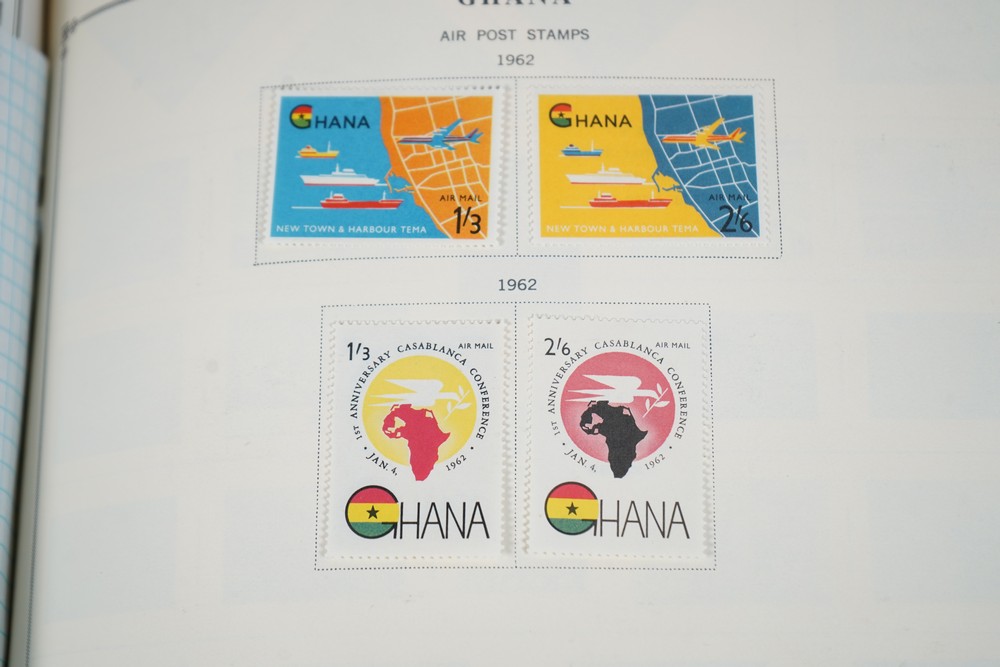 GHANA
AIR POST STAMPS
1962
GHANA
AIR MAIL
1/3
NEW TOWN & HARBOUR TEMA
GHANA
AIR MAIL
2/6
NEW TOWN & HARBOUR TEMA
1962
1/3
AIR MAIL
1ST ANNIVERSARY CASABLANCA CONFERENCE
· JAN. 4, 1962 ·
GHANA
2/6
AIR MAIL
1ST ANNIVERSARY CASABLANCA CONFERENCE
· JAN. 4, 1962 ·
GHANA